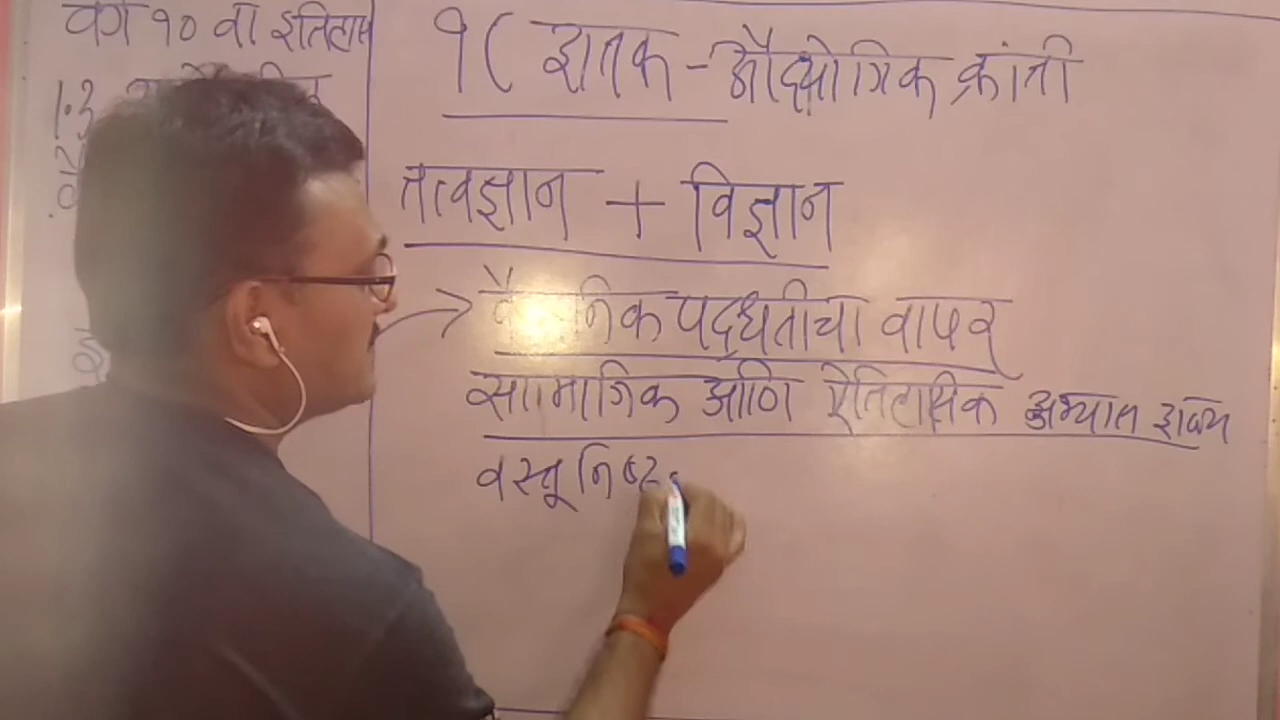 वर्ग १० वा इतिहास
1.3
१८ शतक - औद्योगिक क्रांती
तत्वज्ञान + विज्ञान
पद्धतीचा वापर
सामाजिक आणि ऐतिहासिक अभ्यास शक्य
वस्तूनिष्ठ